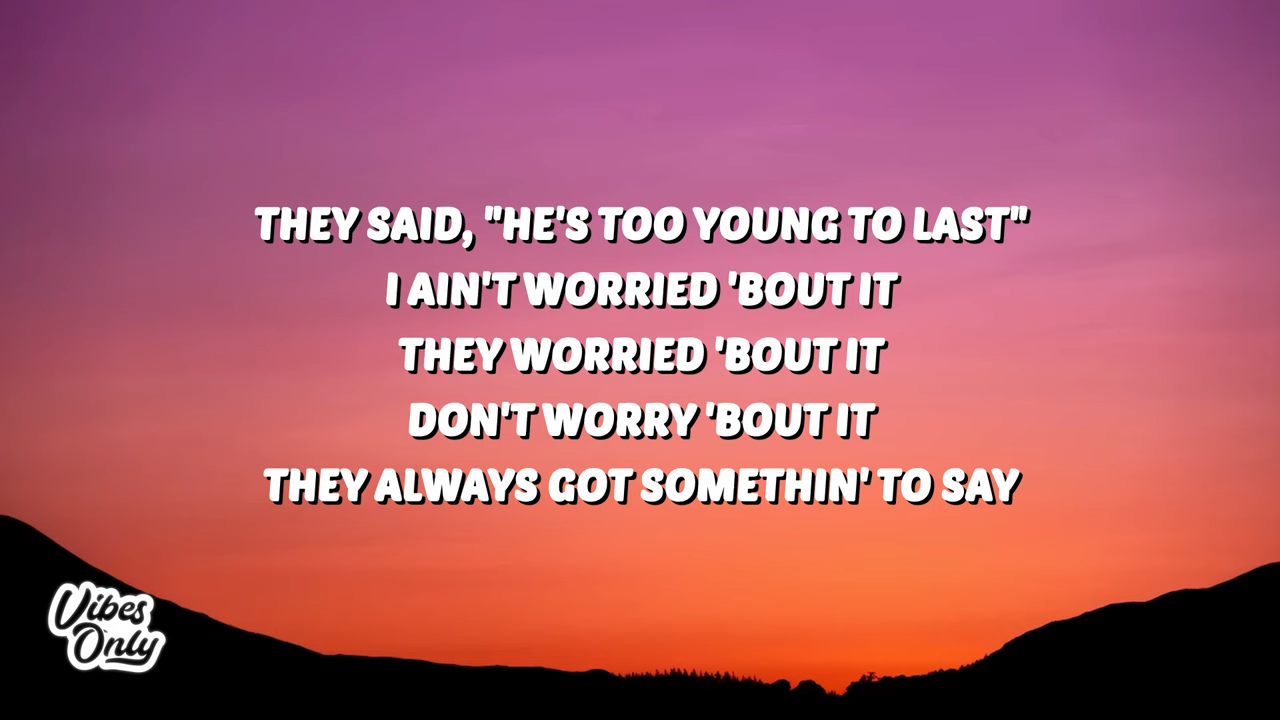 THEY SAID, "HE'S TOO YOUNG TO LAST"
I AIN'T WORRIED 'BOUT IT
THEY WORRIED 'BOUT IT
DON'T WORRY 'BOUT IT
THEY ALWAYS GOT SOMETHIN' TO SAY
Vibes
Only